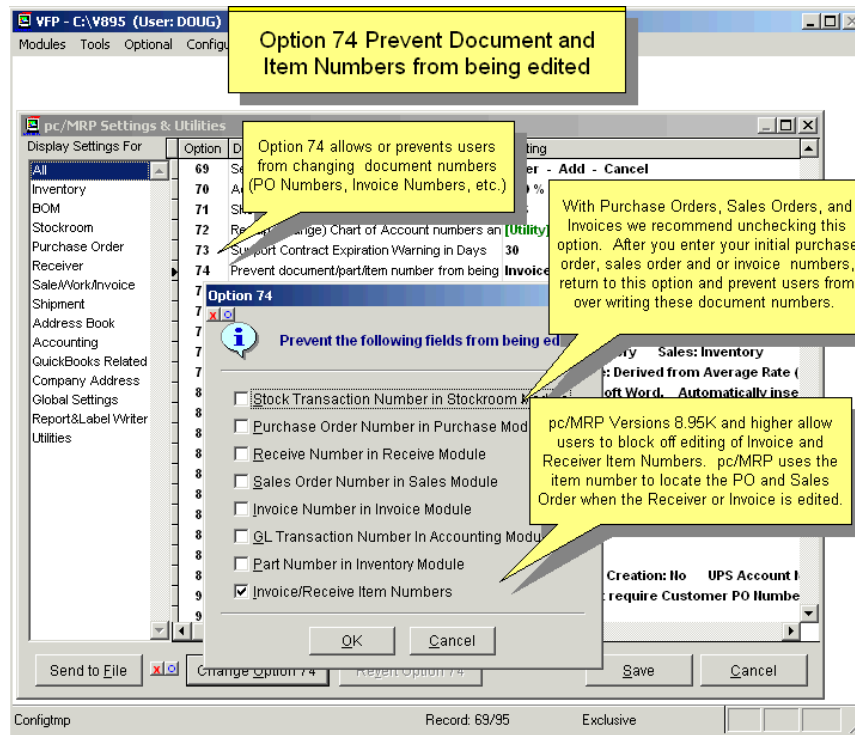 VFP - C:\V895 (User: DOUG)
Modules Tools Optional
Option 74 Prevent Document and
Item Numbers from being edited
pc/MRP Settings & Utilities
Display Settings For
Option
All
Inventory
BOM
Stockroom
Purchase Order
Receiver
Sale/Work/Invoice
Shipment
Address Book
Accounting
QuickBooks Related
Company Address
Global Settings
Report&Label Writer
Utilities
Option 74 allows or prevents users
from changing document numbers
(PO Numbers, Invoice Numbers, etc.)
69
- Add - Cancel
70
%
71
72
Chart of Account numbers an [Utility]
73
Contract Expiration Warning in Days 30
74 Prevent document/part/item number from being Invoice
With Purchase Orders, Sales Orders, and
Invoices we recommend unchecking this
option. After you enter your initial purchase
order, sales order and or invoice numbers,
return to this option and prevent users from
over writing these document numbers.
Sales: Inventory
: Derived from Average Rate (
Word. Automatically inse
Option 74
Prevent the following fields from being ed
Stock Transaction Number in Stockroom
Purchase Order Number in Purchase Mod
Receive Number in Receive Module
Sales Order Number in Sales Module
Invoice Number in Invoice Module
GL Transaction Number In Accounting Modu
Part Number in Inventory Module
Invoice/Receive Item Numbers
OK Cancel
pc/MRP Versions 8.95K and higher allow
users to block off editing of Invoice and
Receiver Item Numbers. pc/MRP uses the
item number to locate the PO and Sales
Order when the Receiver or Invoice is edited.
Creation: No UPS Account
require Customer PO Numbe
Send to File Change Option 74 Revert Option 74 Save Cancel
Configtmp Record: 69/95 Exclusive